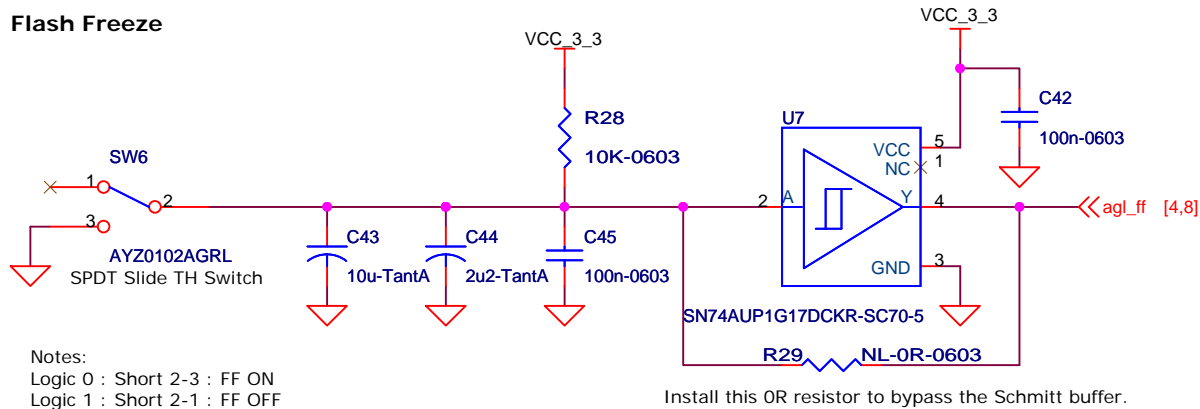 Flash Freeze
VCC_3_3
VCC_3_3
C42
100n-0603
U7
R28
10K-0603
VCC
5
NC
1
SW6
1
2
3
AYZ0102AGRL
SPDT Slide TH Switch
2
A
Y
4
agl_ff [4,8]
C43
10u-TantA
C44
2u2-TantA
C45
100n-0603
GND
3
SN74AUP1G17DCKR-SC70-5
R29
NL-0R-0603
Notes:
Logic 0 : Short 2-3 : FF ON
Logic 1 : Short 2-1 : FF OFF
Install this 0R resistor to bypass the Schmitt buffer.